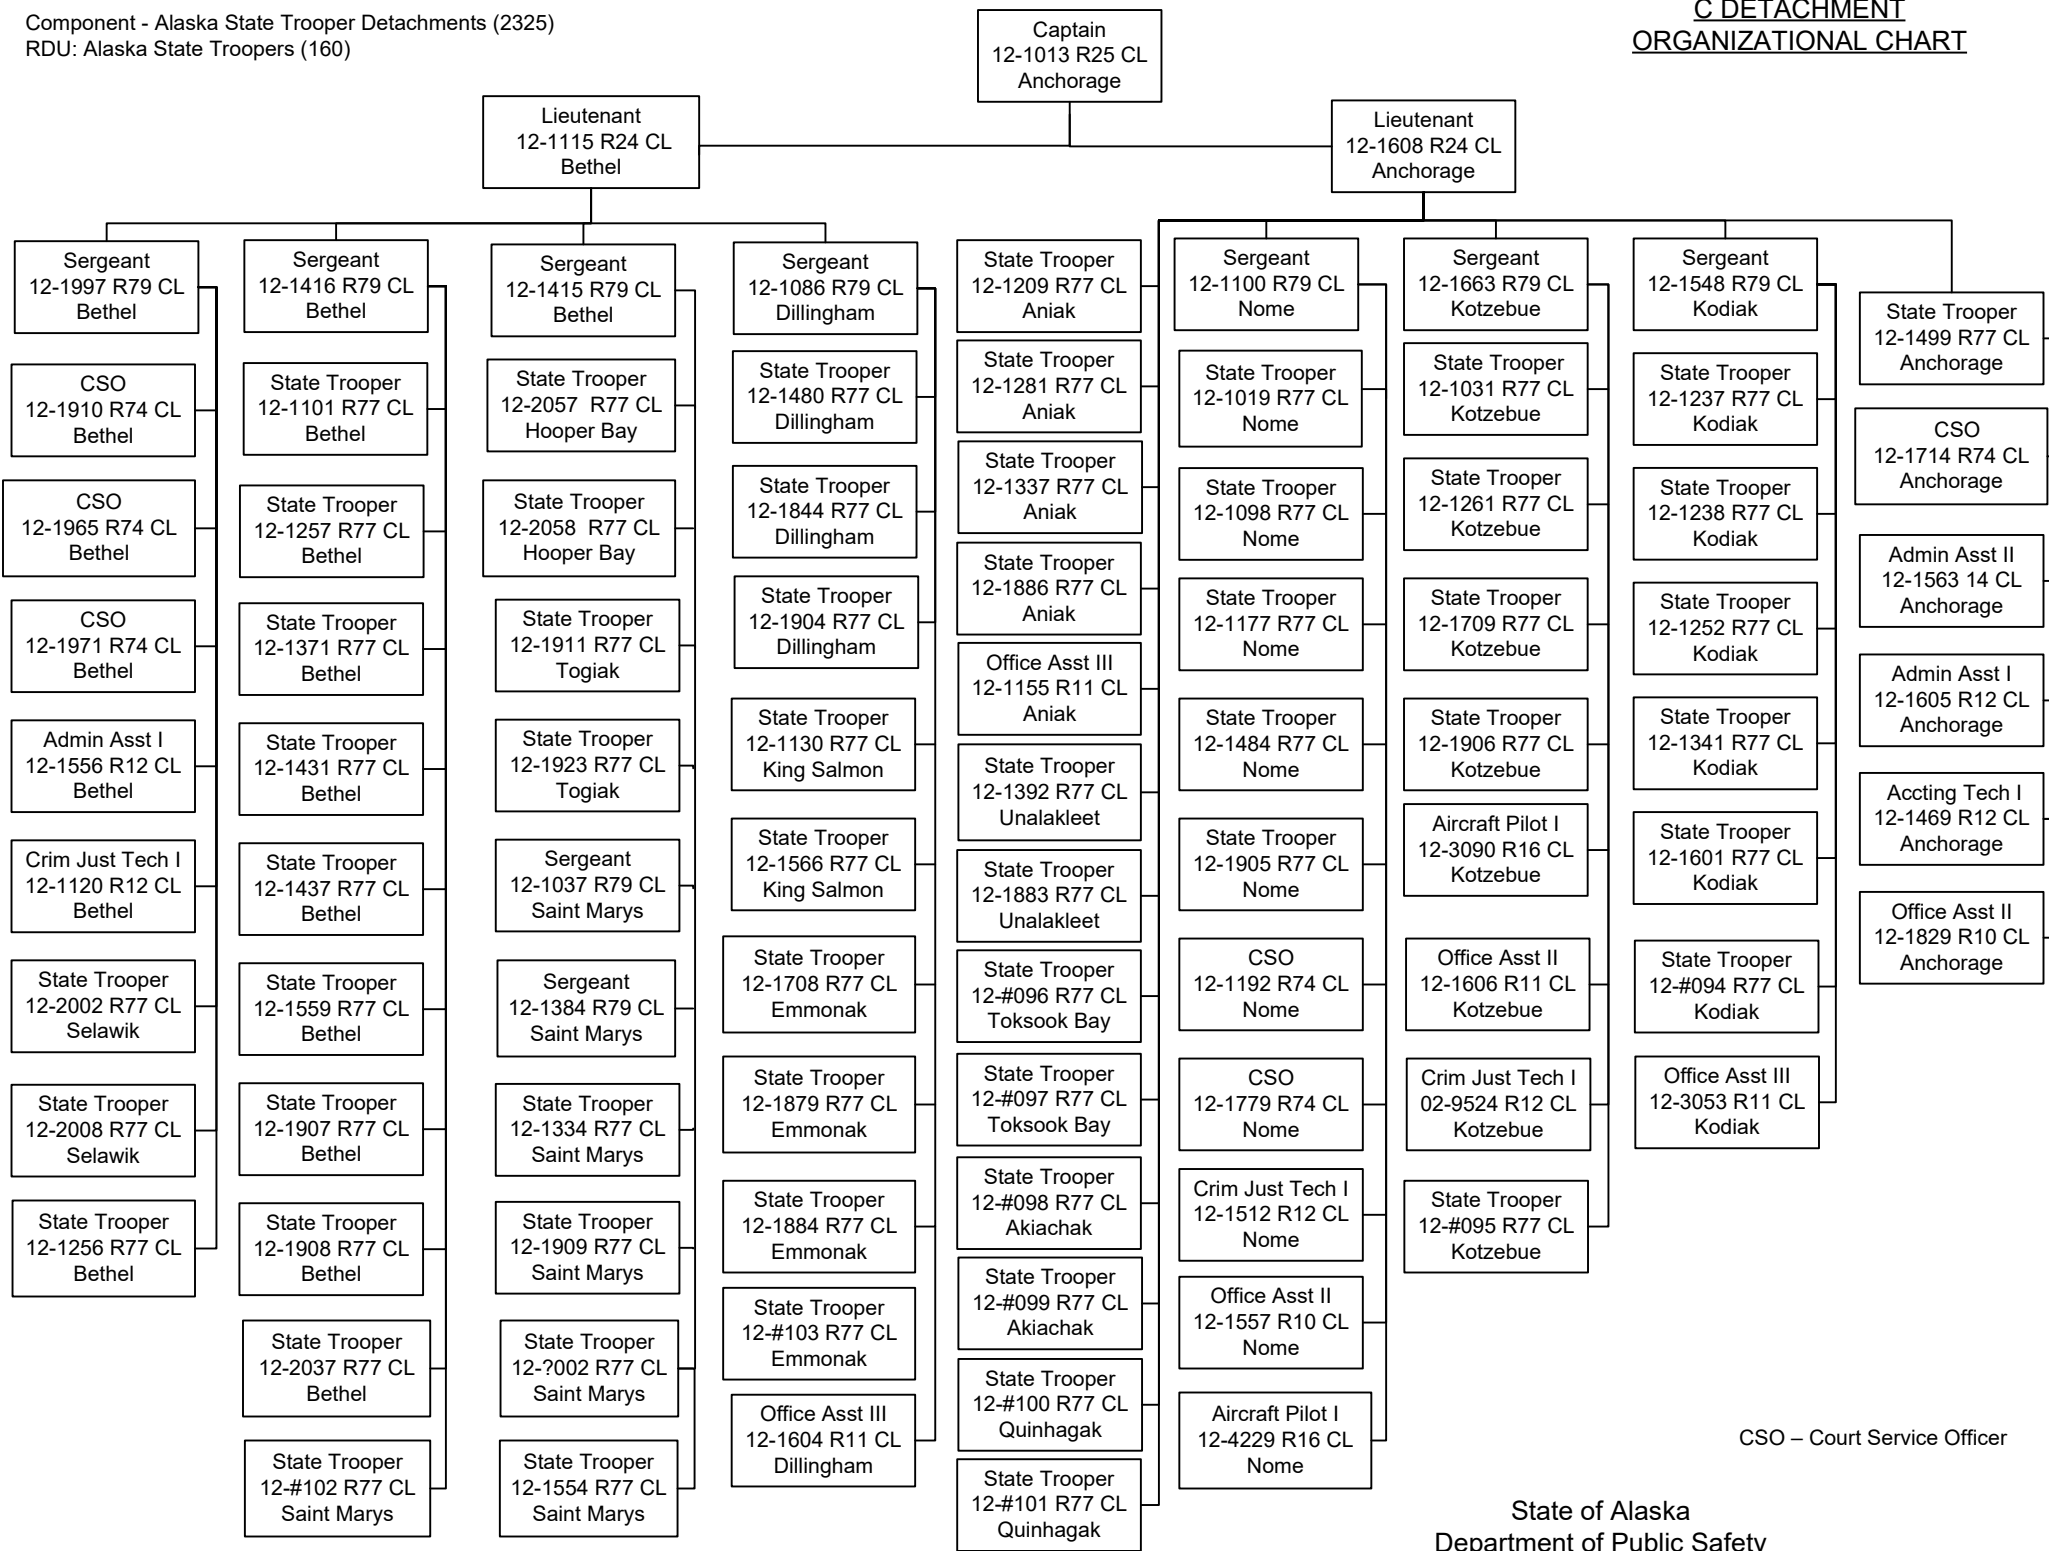 Component - Alaska State Trooper Detachments (2325)
RDU: Alaska State Troopers (160)
C DETACHMENT
ORGANIZATIONAL CHART
Captain
12-1013 R25 CL
Anchorage
Lieutenant
12-1115 R24 CL
Bethel
Lieutenant
12-1608 R24 CL
Anchorage
Sergeant
12-1997 R79 CL
Bethel
CSO
12-1910 R74 CL
Bethel
CSO
12-1965 R74 CL
Bethel
CSO
12-1971 R74 CL
Bethel
Admin Asst I
12-1556 R12 CL
Bethel
Crim Just Tech I
12-1120 R12 CL
Bethel
State Trooper
12-2002 R77 CL
Selawik
State Trooper
12-2008 R77 CL
Selawik
State Trooper
12-1256 R77 CL
Bethel
Sergeant
12-1416 R79 CL
Bethel
State Trooper
12-1101 R77 CL
Bethel
State Trooper
12-1257 R77 CL
Bethel
State Trooper
12-1371 R77 CL
Bethel
State Trooper
12-1431 R77 CL
Bethel
State Trooper
12-1437 R77 CL
Bethel
State Trooper
12-1559 R77 CL
Bethel
State Trooper
12-1907 R77 CL
Bethel
State Trooper
12-1908 R77 CL
Bethel
State Trooper
12-2037 R77 CL
Bethel
State Trooper
12-#102 R77 CL
Saint Marys
Sergeant
12-1415 R79 CL
Bethel
State Trooper
12-2057 R77 CL
Hooper Bay
State Trooper
12-2058 R77 CL
Hooper Bay
State Trooper
12-1911 R77 CL
Togiak
State Trooper
12-1923 R77 CL
Togiak
Sergeant
12-1037 R79 CL
Saint Marys
Sergeant
12-1384 R79 CL
Saint Marys
State Trooper
12-1334 R77 CL
Saint Marys
State Trooper
12-1909 R77 CL
Saint Marys
State Trooper
12-?002 R77 CL
Saint Marys
State Trooper
12-1554 R77 CL
Saint Marys
Sergeant
12-1086 R79 CL
Dillingham
State Trooper
12-1480 R77 CL
Dillingham
State Trooper
12-1844 R77 CL
Dillingham
State Trooper
12-1904 R77 CL
Dillingham
State Trooper
12-1130 R77 CL
King Salmon
State Trooper
12-1566 R77 CL
King Salmon
State Trooper
12-1708 R77 CL
Emmonak
State Trooper
12-1879 R77 CL
Emmonak
State Trooper
12-1884 R77 CL
Emmonak
State Trooper
12-#103 R77 CL
Emmonak
Office Asst III
12-1604 R11 CL
Dillingham
State Trooper
12-1209 R77 CL
Aniak
State Trooper
12-1281 R77 CL
Aniak
State Trooper
12-1337 R77 CL
Aniak
State Trooper
12-1886 R77 CL
Aniak
Office Asst III
12-1155 R11 CL
Aniak
State Trooper
12-1392 R77 CL
Unalakleet
State Trooper
12-1883 R77 CL
Unalakleet
State Trooper
12-#096 R77 CL
Toksook Bay
State Trooper
12-#097 R77 CL
Toksook Bay
State Trooper
12-#098 R77 CL
Akiachak
State Trooper
12-#099 R77 CL
Akiachak
State Trooper
12-#100 R77 CL
Quinhagak
State Trooper
12-#101 R77 CL
Quinhagak
Sergeant
12-1100 R79 CL
Nome
State Trooper
12-1019 R77 CL
Nome
State Trooper
12-1098 R77 CL
Nome
State Trooper
12-1177 R77 CL
Nome
State Trooper
12-1484 R77 CL
Nome
State Trooper
12-1905 R77 CL
Nome
CSO
12-1192 R74 CL
Nome
CSO
12-1779 R74 CL
Nome
Crim Just Tech I
12-1512 R12 CL
Nome
Office Asst II
12-1557 R10 CL
Nome
Aircraft Pilot I
12-4229 R16 CL
Nome
Sergeant
12-1663 R79 CL
Kotzebue
State Trooper
12-1031 R77 CL
Kotzebue
State Trooper
12-1261 R77 CL
Kotzebue
State Trooper
12-1709 R77 CL
Kotzebue
State Trooper
12-1906 R77 CL
Kotzebue
Aircraft Pilot I
12-3090 R16 CL
Kotzebue
Office Asst II
12-1606 R11 CL
Kotzebue
Crim Just Tech I
02-9524 R12 CL
Kotzebue
State Trooper
12-#095 R77 CL
Kotzebue
Sergeant
12-1548 R79 CL
Kodiak
State Trooper
12-1237 R77 CL
Kodiak
State Trooper
12-1238 R77 CL
Kodiak
State Trooper
12-1252 R77 CL
Kodiak
State Trooper
12-1341 R77 CL
Kodiak
State Trooper
12-1601 R77 CL
Kodiak
State Trooper
12-#094 R77 CL
Kodiak
Office Asst III
12-3053 R11 CL
Kodiak
State Trooper
12-1499 R77 CL
Anchorage
CSO
12-1714 R74 CL
Anchorage
Admin Asst II
12-1563 14 CL
Anchorage
Admin Asst I
12-1605 R12 CL
Anchorage
Accting Tech I
12-1469 R12 CL
Anchorage
Office Asst II
12-1829 R10 CL
Anchorage
CSO – Court Service Officer
State of Alaska
Department of Public Safety